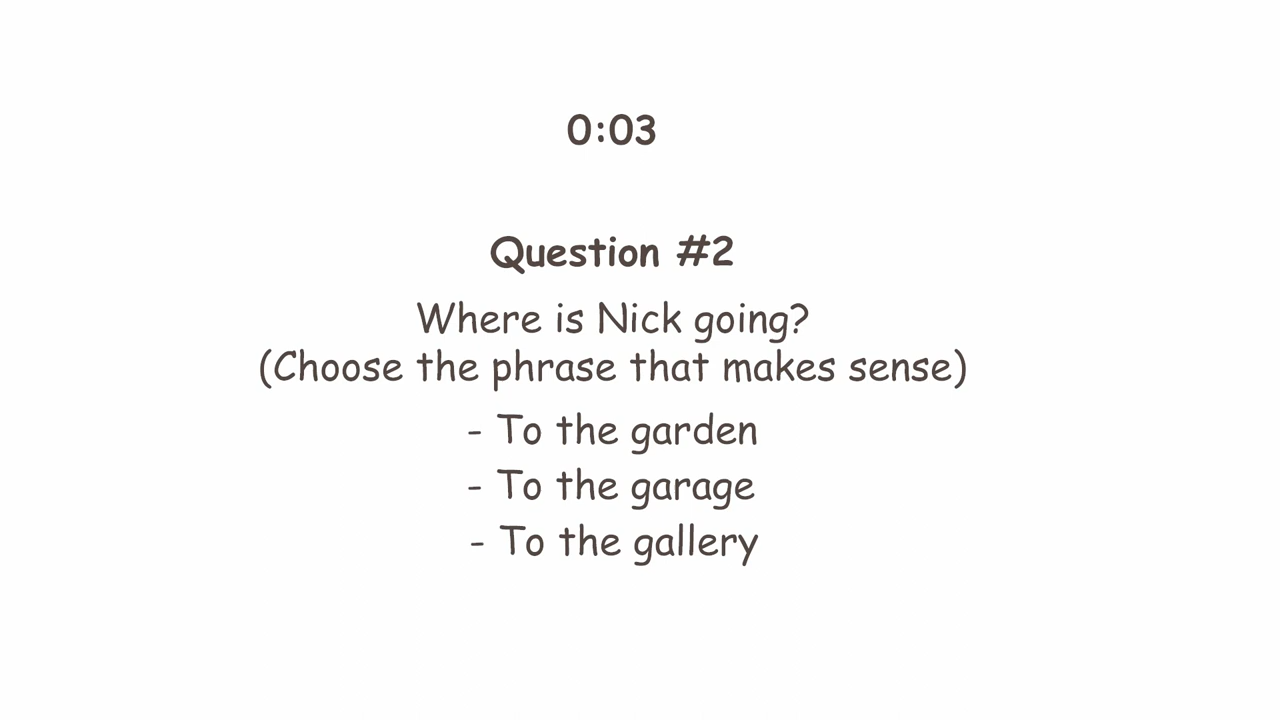 0:03
Question #2
Where is Nick going?
(Choose the phrase that makes sense)
- To the garden
- To the garage
- To the gallery